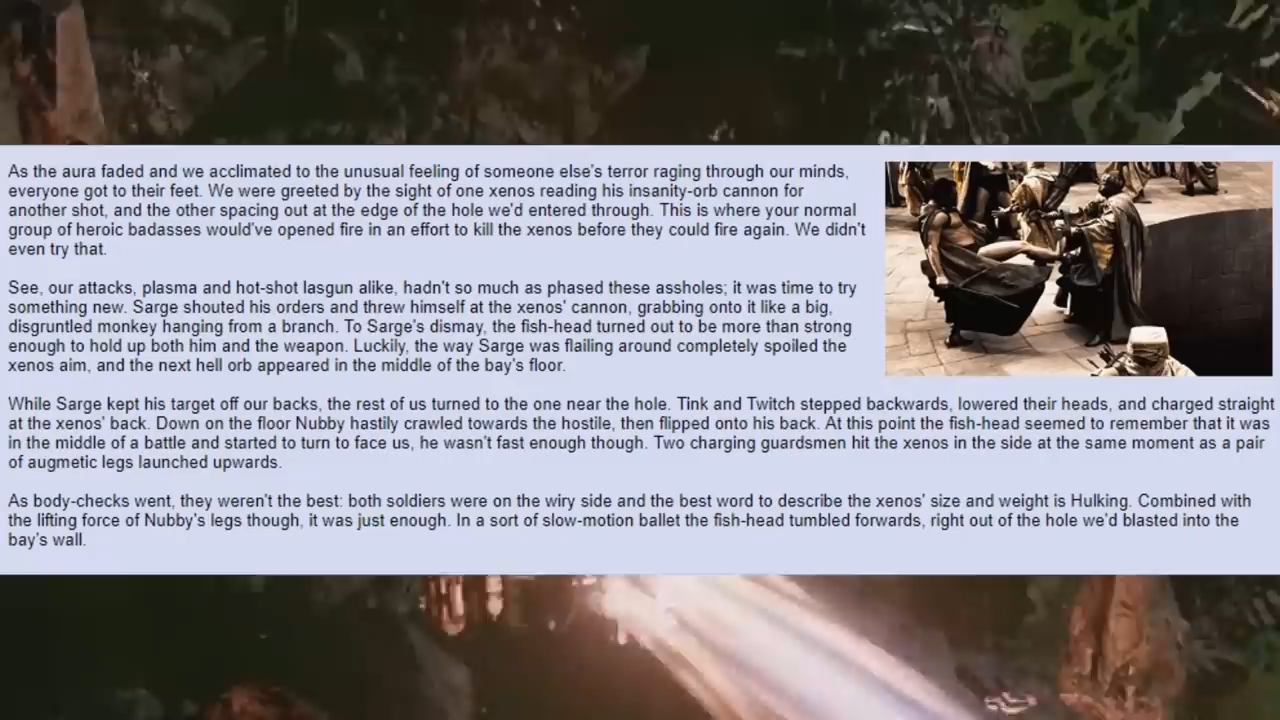 As the aura faded and we acclimated to the unusual feeling of someone else's terror raging through our minds,
everyone got to their feet. We were greeted by the sight of one xenos reading his insanity-orb cannon for
another shot, and the other spacing out at the edge of the hole we'd entered through. This is where your normal
group of heroic badasses would've opened fire in an effort to kill the xenos before they could fire again. We didn't
even try that.
See, our attacks, plasma and hot-shot lasgun alike, hadn't so much as phased these assholes; it was time to try
something new. Sarge shouted his orders and threw himself at the xenos' cannon, grabbing onto it like a big,
disgruntled monkey hanging from a branch. To Sarge's dismay, the fish-head turned out to be more than strong
enough to hold up both him and the weapon. Luckily, the way Sarge was flailing around completely spoiled the
xenos aim, and the next hell orb appeared in the middle of the bay's floor.
While Sarge kept his target off our backs, the rest of us turned to the one near the hole. Tink and Twitch stepped backwards, lowered their heads, and charged straight
at the xenos' back. Down on the floor Nubby hastily crawled towards the hostile, then flipped onto his back. At this point the fish-head seemed to remember that it was
in the middle of a battle and started to turn to face us, he wasn't fast enough though. Two charging guardsmen hit the xenos in the side at the same moment as a pair
of augmetic legs launched upwards.
As body-checks went, they weren't the best: both soldiers were on the wiry side and the best word to describe the xenos' size and weight is Hulking. Combined with
the lifting force of Nubby's legs though, it was just enough. In a sort of slow-motion ballet the fish-head tumbled forwards, right out of the hole we'd blasted into the
bay's wall.